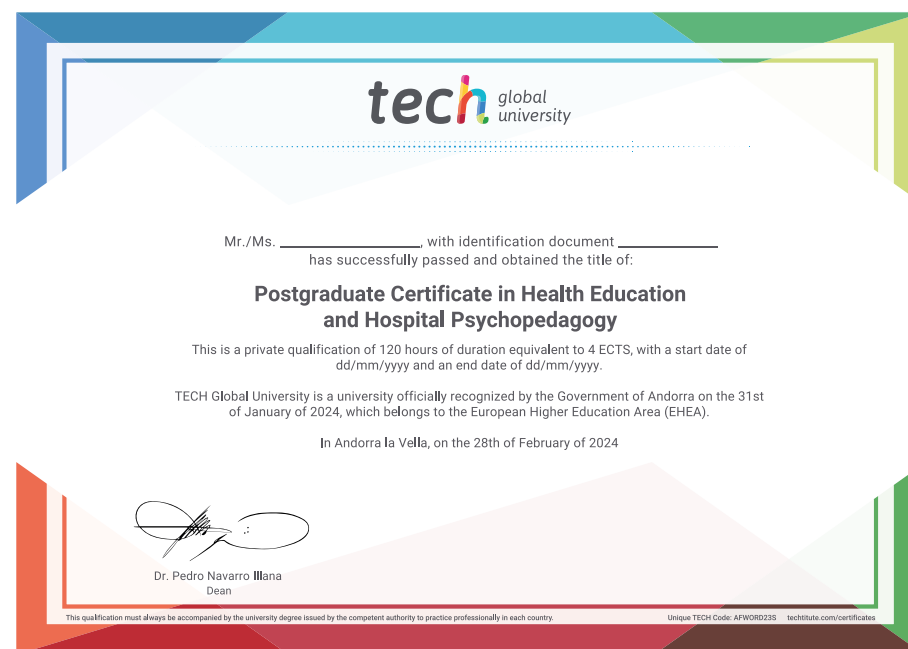 tech global
university
Mr./Ms. ____________________, with identification document ______________
has successfully passed and obtained the title of:
Postgraduate Certificate in Health Education
and Hospital Psychopedagogy
This is a private qualification of 120 hours of duration equivalent to 4 ECTS, with a start date of
dd/mm/yyyy and an end date of dd/mm/yyyy.
TECH Global University is a university officially recognized by the Government of Andorra on the 31st
of January of 2024, which belongs to the European Higher Education Area (EHEA).
In Andorra la Vella, on the 28th of February of 2024
Dr. Pedro Navarro Illana
Dean
This qualification must always be accompanied by the university degree issued by the competent authority to practice professionally in each country.
Unique TECH Code: AFWORD23S techtitute.com/certificates